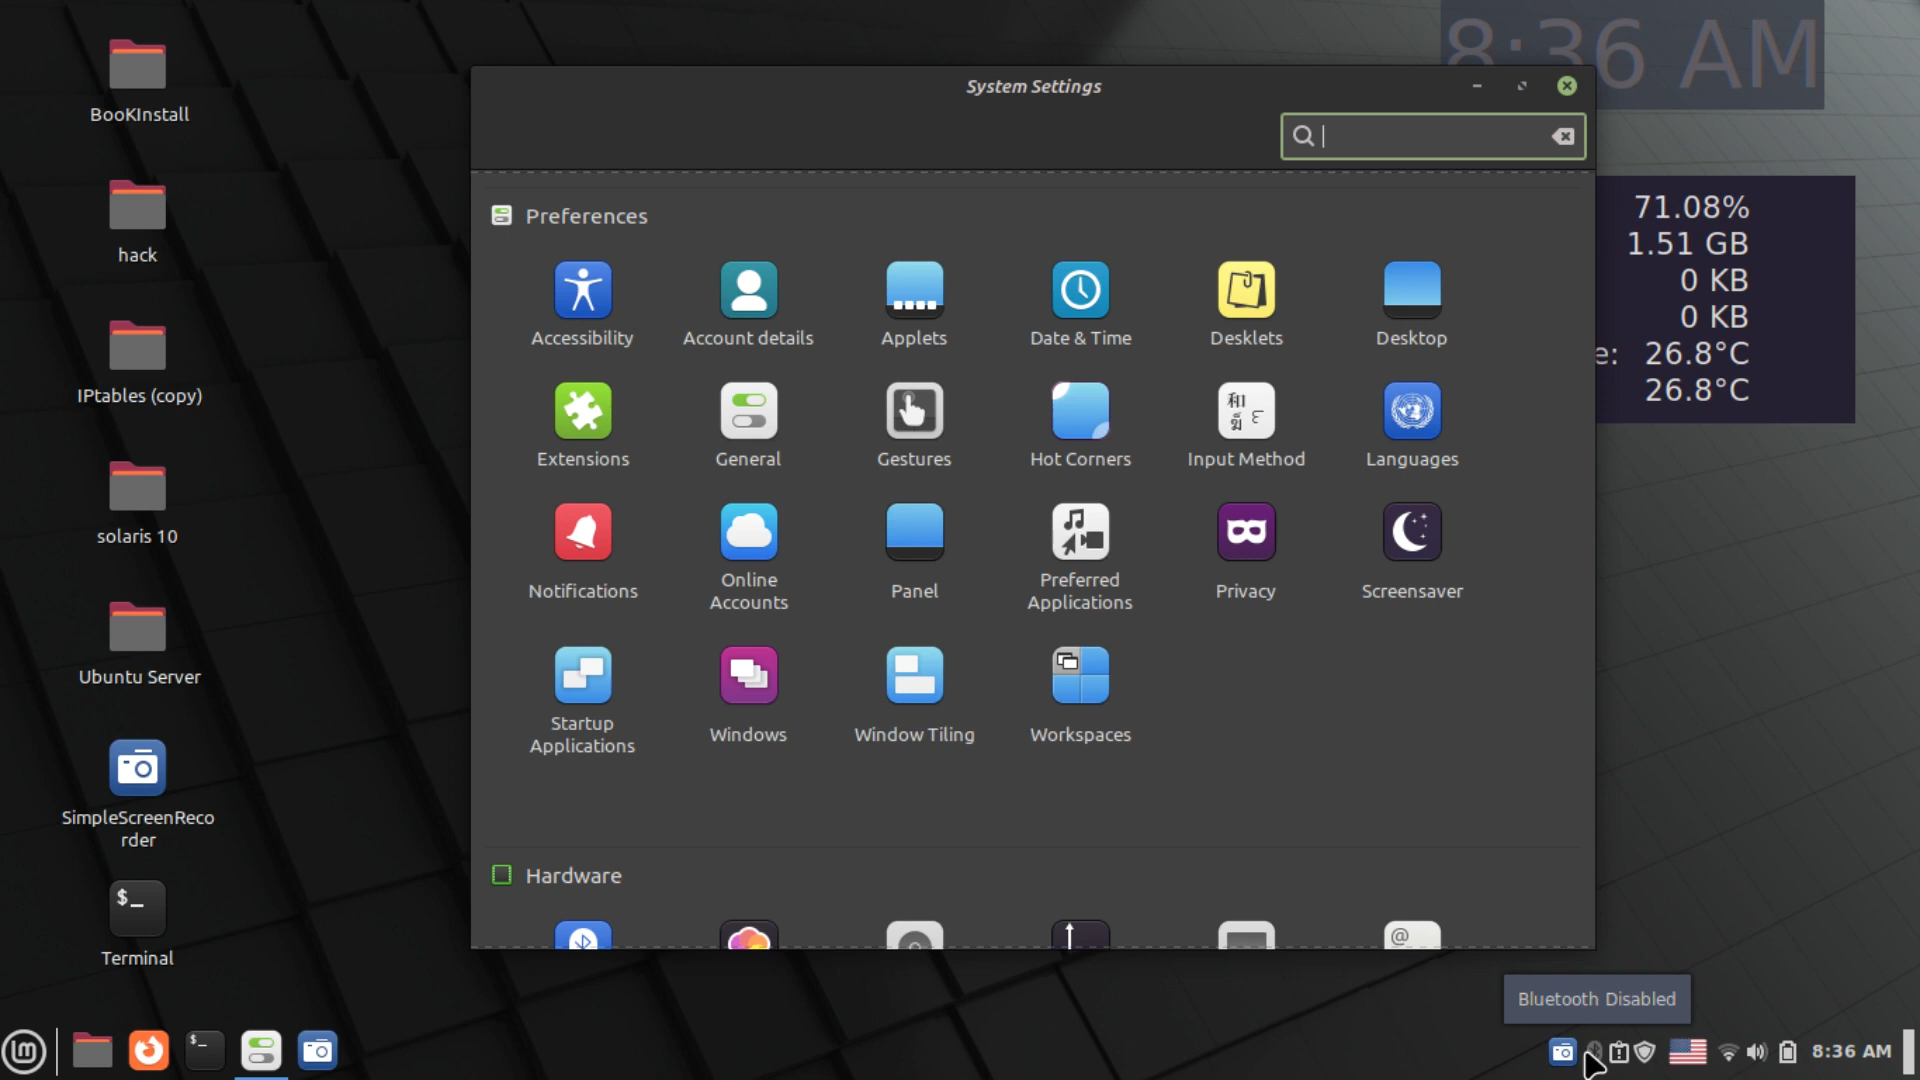 8:36 AM
BooKInstall
hack
IPtables (copy)
solaris 10
Ubuntu Server
SimpleScreenReco
rder
$_
Terminal
System Settings
Preferences
Accessibility
Account details
Applets
Date & Time
Desklets
Desktop
Extensions
General
Gestures
Hot Corners
Input Method
Languages
Notifications
Online
Accounts
Panel
Preferred
Applications
Privacy
Screensaver
Startup
Applications
Windows
Window Tiling
Workspaces
Hardware
@
71.08%
1.51 GB
0 KB
0 KB
e: 26.8°C
26.8°C
Bluetooth Disabled
$_
8:36 AM